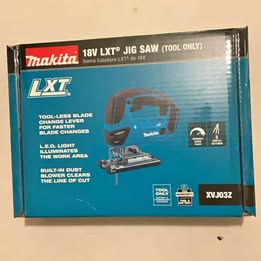 Makita
18V LXT® JIG SAW (TOOL ONLY)
Sierra Caladora LXT® de 18V
LXT
TOOL-LESS BLADE
CHANGE LEVER
FOR FASTER
BLADE CHANGES
L.E.D. LIGHT
ILLUMINATES
THE WORK AREA
BUILT-IN DUST
BLOWER CLEARS
THE LINE OF CUT
Makita
TOOL
ONLY
XVJ03Z